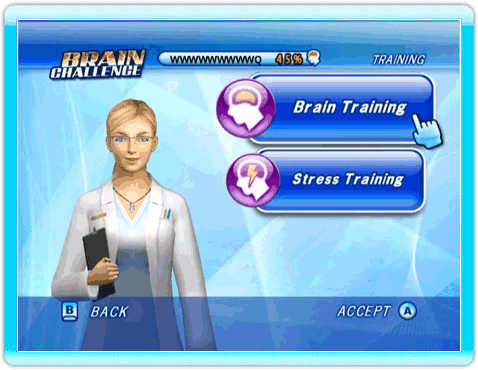 BRAIN
CHALLENGE
WWWWWWWWWQ 45%
TRAINING
Brain Training
Stress Training
B BACK
ACCEPT A